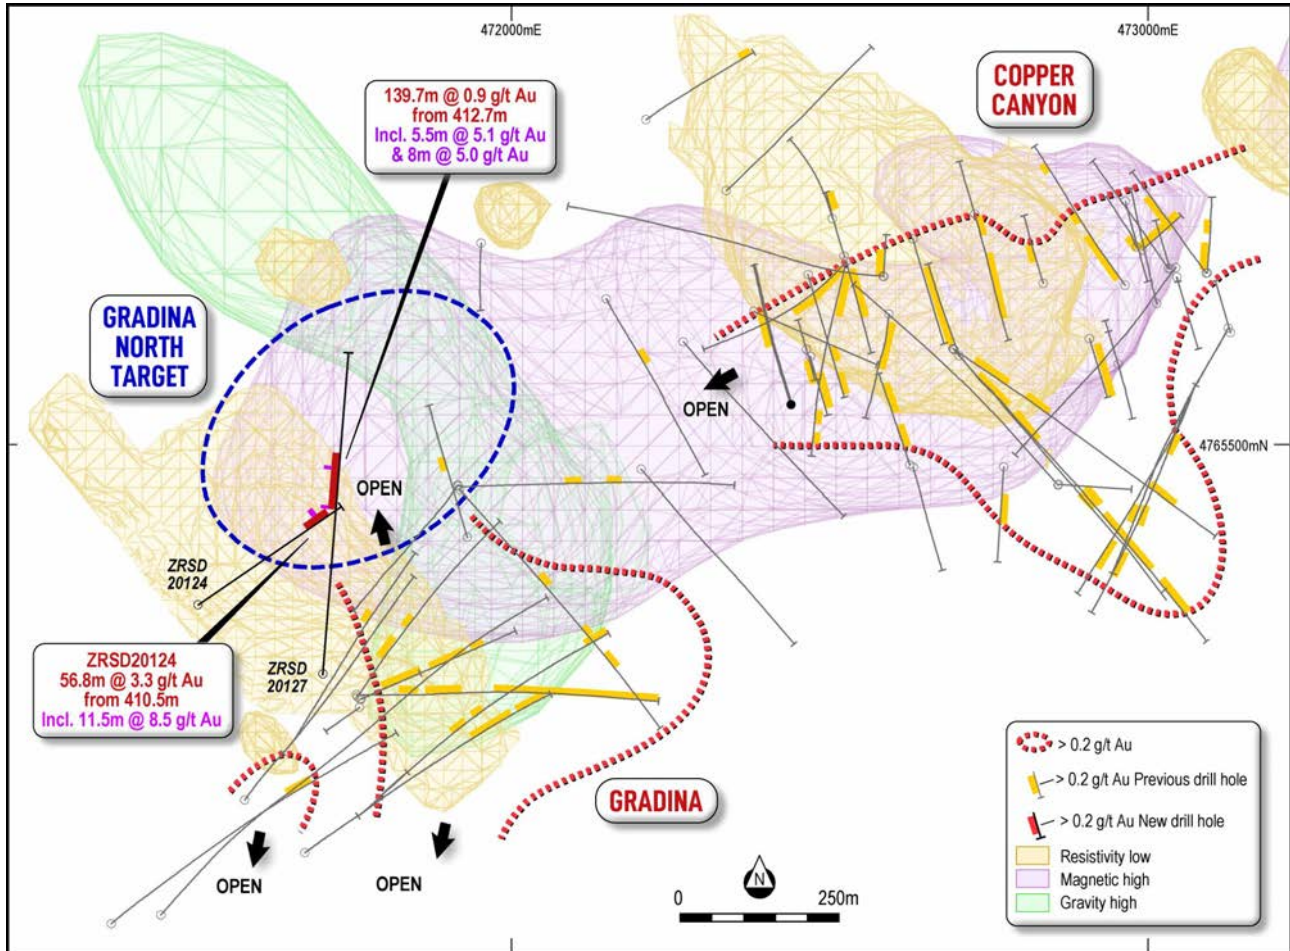 472000mE
473000mE
COPPER
CANYON
139.7m @ 0.9 g/t Au
from 412.7m
Incl. 5.5m @ 5.1 g/t Au
& 8m @ 5.0 g/t Au
GRADINA
NORTH
TARGET
OPEN
4765500mN
OPEN
ZRSD
20124
ZRSD20124
56.8m @ 3.3 g/t Au
from 410.5m
Incl. 11.5m @ 8.5 g/t Au
ZRSD
20127
GRADINA
OPEN
OPEN
N
0
250m
> 0.2 g/t Au
> 0.2 g/t Au Previous drill hole
> 0.2 g/t Au New drill hole
Resistivity low
Magnetic high
Gravity high